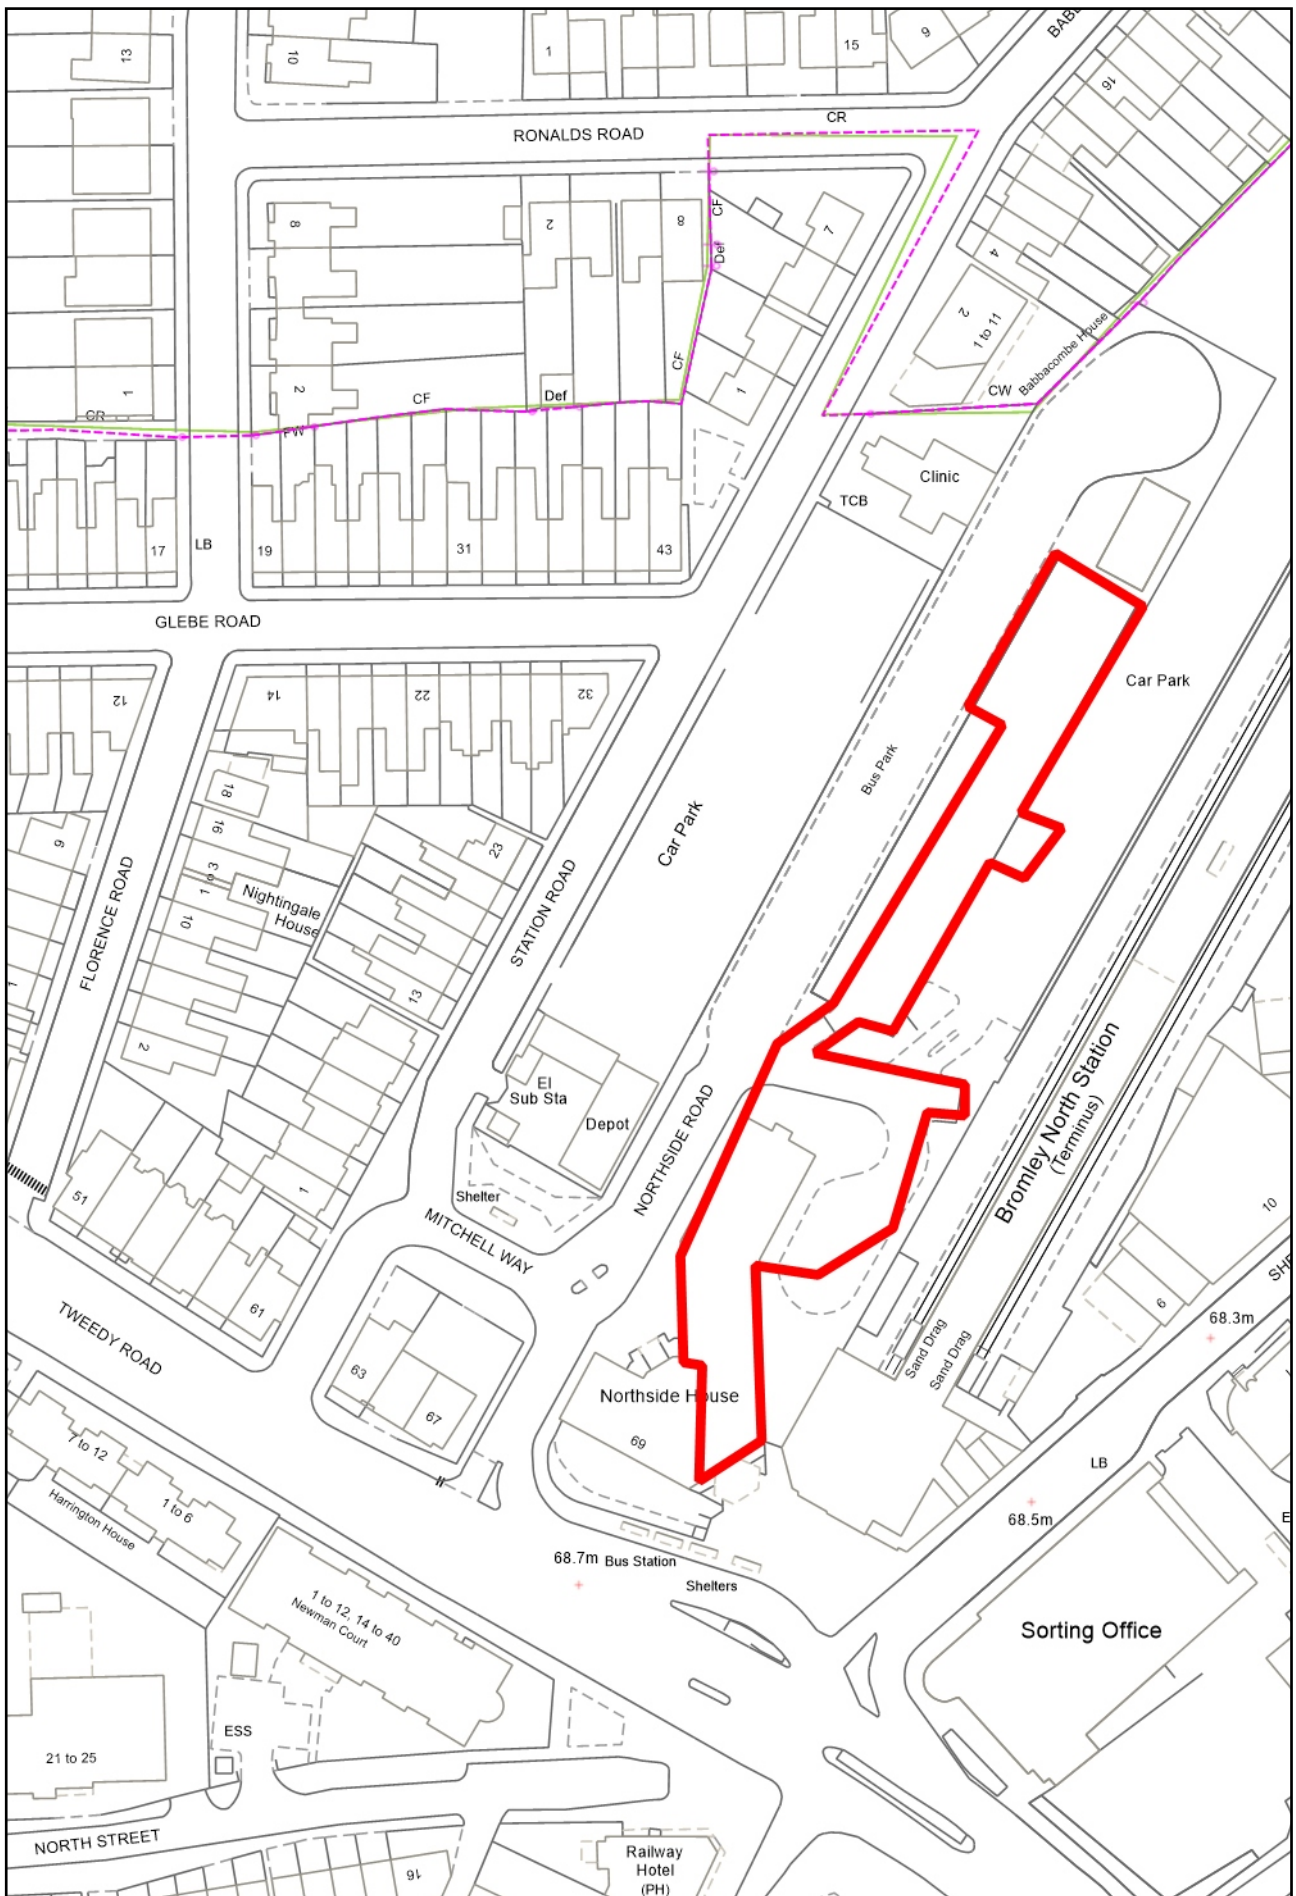 13
10
1
15
9
BABB
16
CR
RONALDS ROAD
8
2
8
CF
Def
7
4
2
1 to 11
Babbacombe House
CW
1
2
1
CF
CF
Def
CR
FW
Clinic
TCB
17
LB
19
31
43
GLEBE ROAD
12
14
22
32
Car Park
Bus Park
Car Park
18
16
1 to 3
10
Nightingale
House
23
13
9
1
2
FLORENCE ROAD
STATION ROAD
El
Sub Sta
Depot
NORTHSIDE ROAD
Bromley North Station
(Terminus)
Shelter
MITCHELL WAY
51
1
61
TWEEDY ROAD
63
67
10
6
SHE
68.3m
Sand Drag
Sand Drag
Northside House
69
7 to 12
1 to 6
Harrington House
LB
68.5m
E
68.7m
Bus Station
Shelters
1 to 12, 14 to 40
Newman Court
Sorting Office
ESS
21 to 25
NORTH STREET
16
Railway
Hotel
(PH)